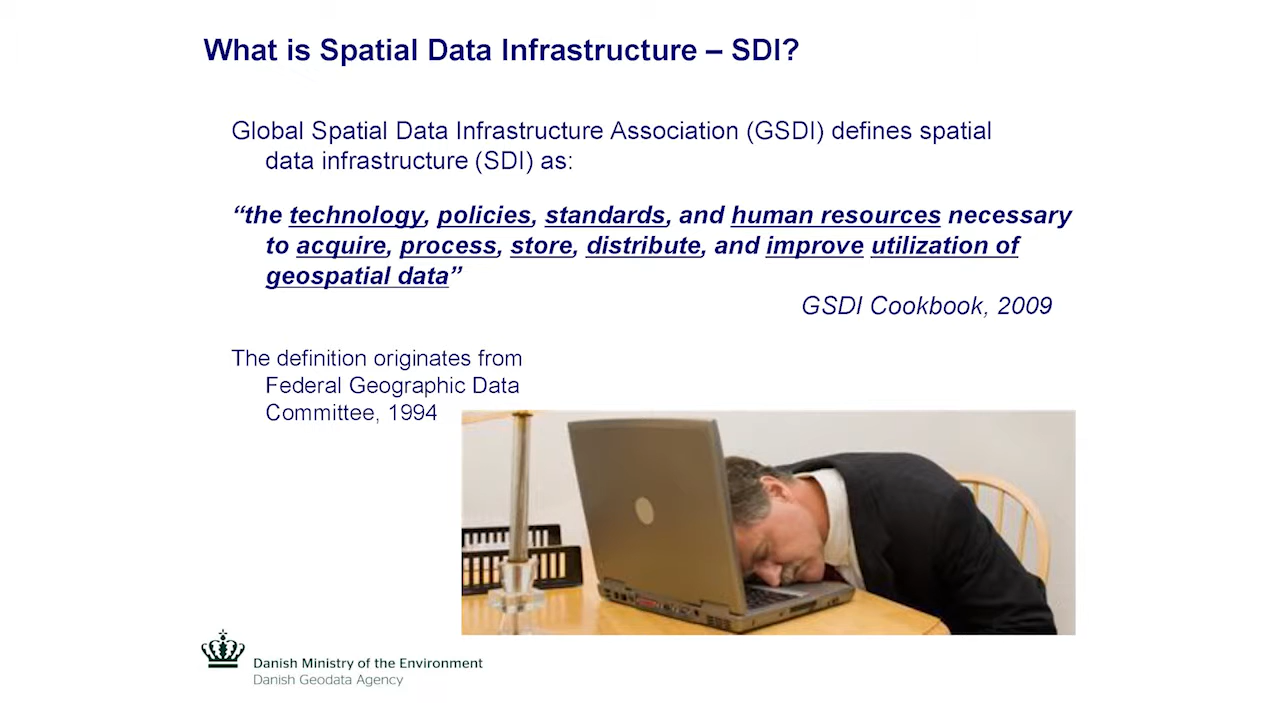 What is Spatial Data Infrastructure – SDI?
Global Spatial Data Infrastructure Association (GSDI) defines spatial
data infrastructure (SDI) as:
“the technology, policies, standards, and human resources necessary
to acquire, process, store, distribute, and improve utilization of
geospatial data”
GSDI Cookbook, 2009
The definition originates from
Federal Geographic Data
Committee, 1994
Danish Ministry of the Environment
Danish Geodata Agency